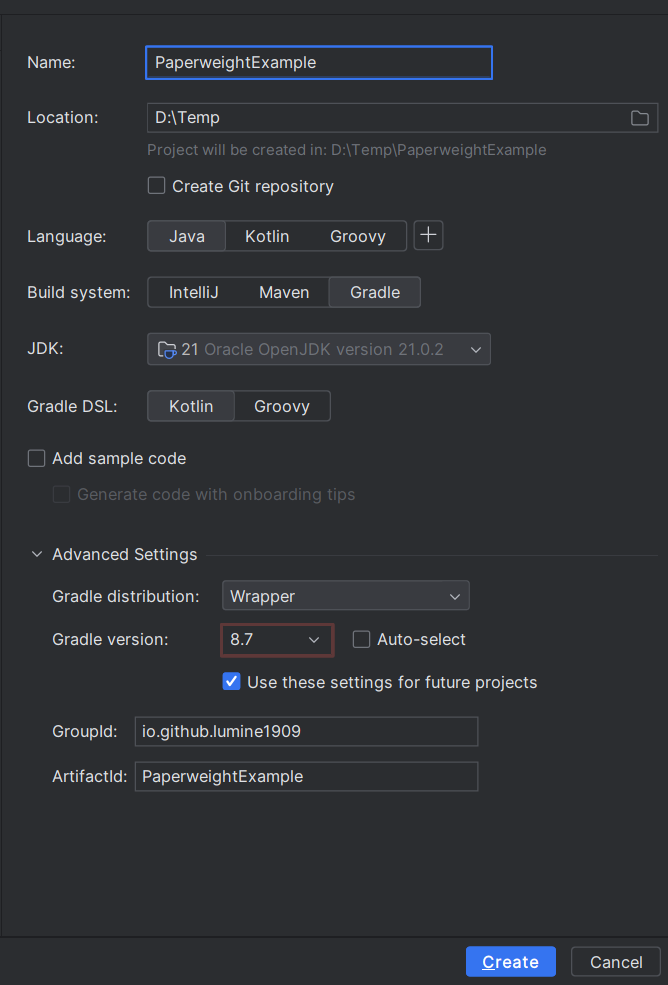 Name: PaperweightExample
Location: D:\Temp
Project will be created in: D:\Temp\PaperweightExample
Create Git repository
Language: Java Kotlin Groovy
Build system: IntelliJ Maven Gradle
JDK: 21 Oracle OpenJDK version 21.0.2
Gradle DSL: Kotlin Groovy
Add sample code
Generate code with onboarding tips
Advanced Settings
Gradle distribution: Wrapper
Gradle version: 8.7 Auto-select
Use these settings for future projects
GroupId: io.github.lumine1909
ArtifactId: PaperweightExample
Create Cancel